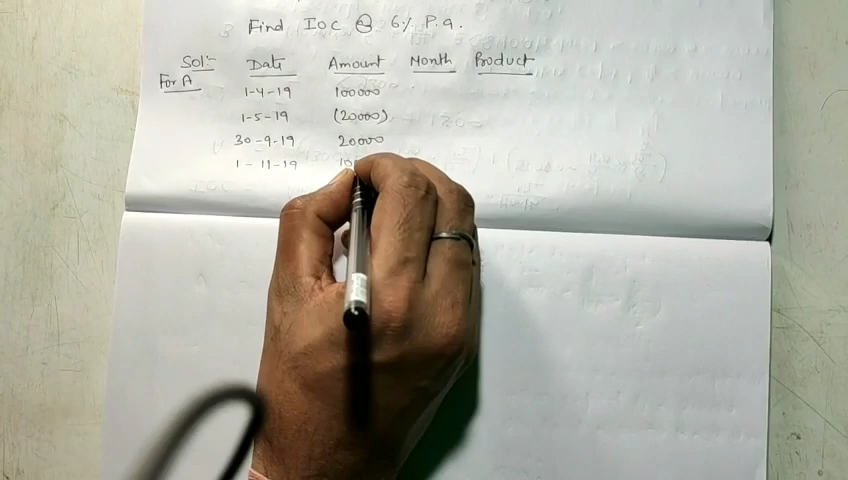 Find IOC @ 6% P.a.
Sol:- Date Amount Month Product
For A
1-4-19 100000
1-5-19 (20000)
30-9-19 20000
1-11-19 10